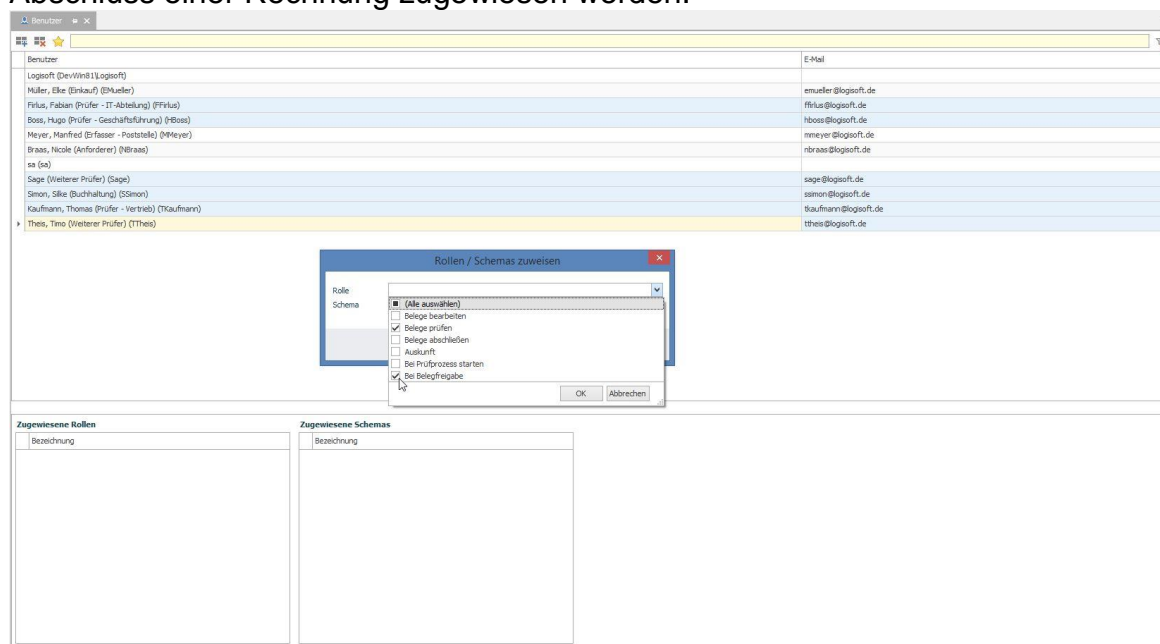 Abschluss einer Rechnung zugewiesen werden.
Benutzer
Benutzer E-Mail
Logisoft (DevWin81\Logisoft)
Müller, Elke (Einkauf) (EMueller) emueller@logisoft.de
Firlus, Fabian (Prüfer - IT-Abteilung) (FFirlus) ffirlus@logisoft.de
Boss, Hugo (Prüfer - Geschäftsführung) (HBoss) hboss@logisoft.de
Meyer, Manfred (Erfasser - Poststelle) (MMeyer) mmeyer@logisoft.de
Braas, Nicole (Anforderer) (NBraas) nbraas@logisoft.de
sa (sa)
Sage (Weiterer Prüfer) (Sage) sage@logisoft.de
Simon, Silke (Buchhaltung) (SSimon) ssimon@logisoft.de
Kaufmann, Thomas (Prüfer - Vertrieb) (TKaufmann) tkaufmann@logisoft.de
Theis, Timo (Weiterer Prüfer) (TTheis) ttheis@logisoft.de
Rollen / Schemas zuweisen
Rolle
Schema
(Alle auswählen)
Belege bearbeiten
Belege prüfen
Belege abschließen
Auskunft
Bei Prüfprozess starten
Bei Belegfreigabe
OK Abbrechen
Zugewiesene Rollen Zugewiesene Schemas
Bezeichnung Bezeichnung